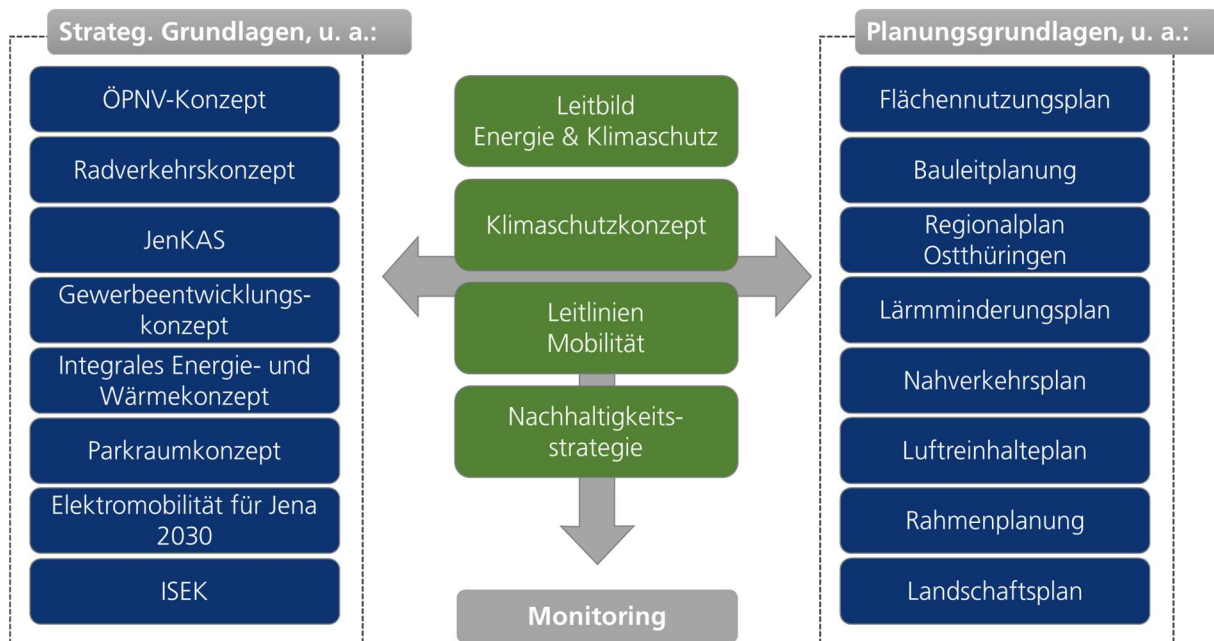 Strateg. Grundlagen, u. a.:
ÖPNV-Konzept
Radverkehrskonzept
JenKAS
Gewerbeentwicklungs-
konzept
Integrales Energie- und
Wärmekonzept
Parkraumkonzept
Elektromobilität für Jena
2030
ISEK
Leitbild
Energie & Klimaschutz
Klimaschutzkonzept
Leitlinien
Mobilität
Nachhaltigkeits-
strategie
Monitoring
Planungsgrundlagen, u. a.:
Flächennutzungsplan
Bauleitplanung
Regionalplan
Ostthüringen
Lärmminderungsplan
Nahverkehrsplan
Luftreinhalteplan
Rahmenplanung
Landschaftsplan